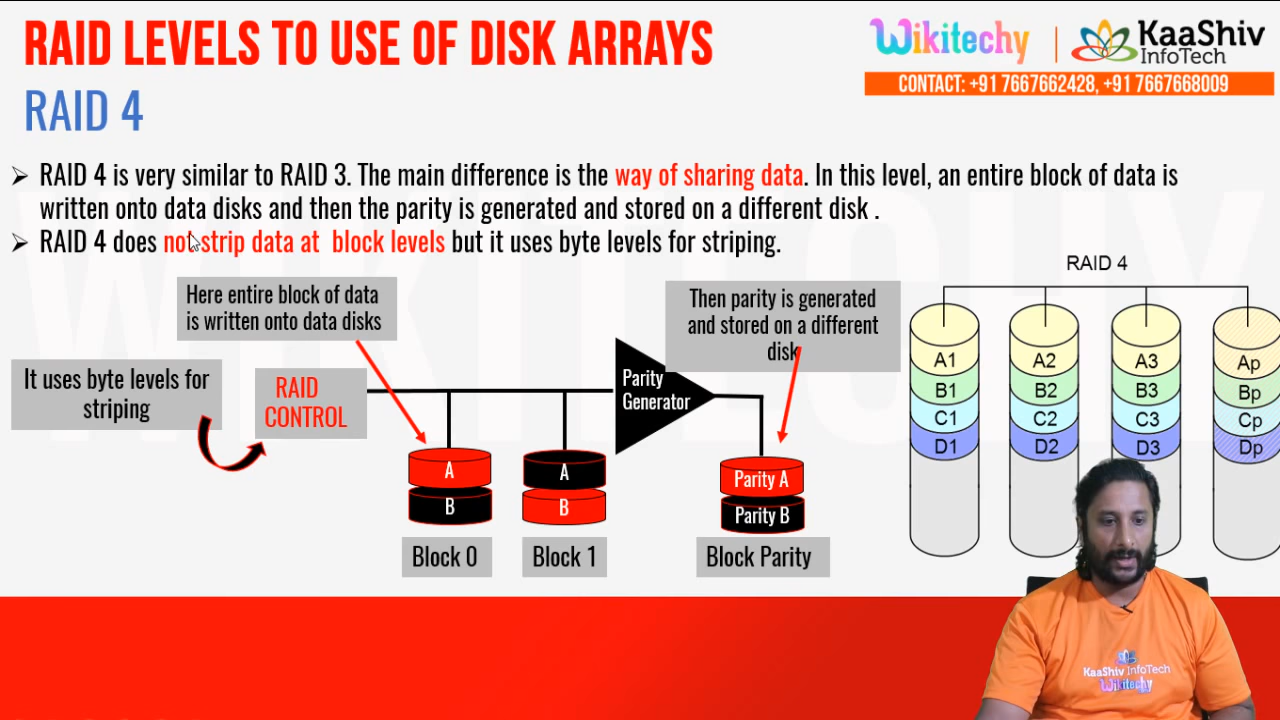 RAID LEVELS TO USE OF DISK ARRAYS
Wikitechy
KaaShiv
InfoTech
CONTACT: +91 7667662428, +91 7667668009
RAID 4
RAID 4 is very similar to RAID 3. The main difference is the way of sharing data. In this level, an entire block of data is
written onto data disks and then the parity is generated and stored on a different disk .
RAID 4 does not strip data at block levels but it uses byte levels for striping.
Here entire block of data
is written onto data disks
Then parity is generated
and stored on a different
disk
It uses byte levels for
striping
RAID
CONTROL
Parity
Generator
A
B
A
B
Parity A
Parity B
Block 0
Block 1
Block Parity
RAID 4
A1 A2 A3 Ap
B1 B2 B3 Bp
C1 C2 C3 Cp
D1 D2 D3 Dp
KaaShiv InfoTech
Wikitechy